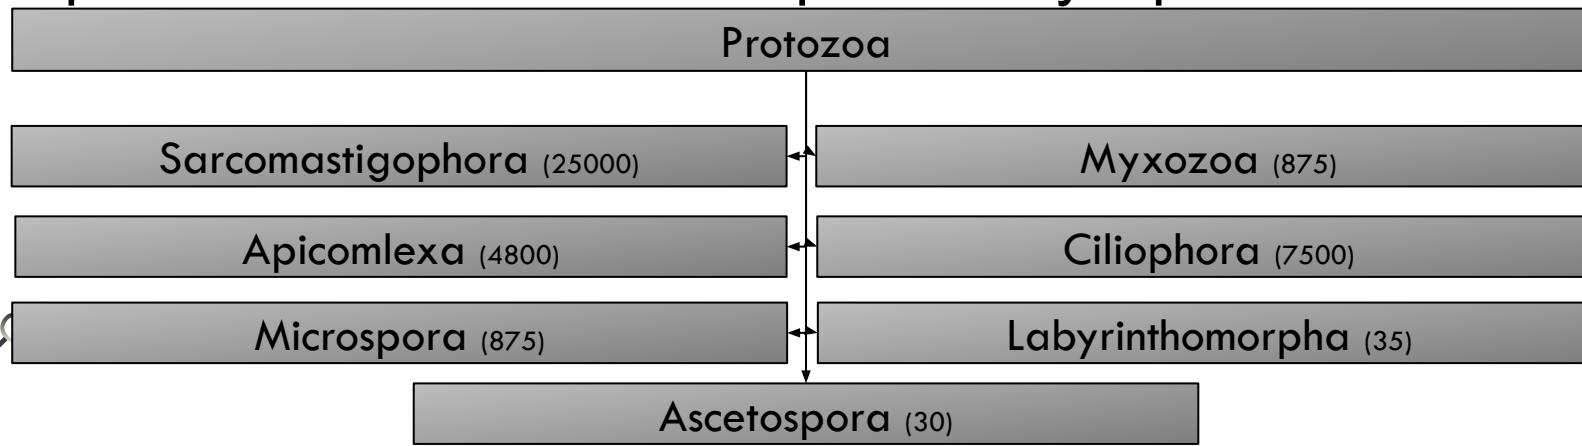 Protozoa
Sarcomastigophora (25000)
Myxozoa (875)
Apicomlexa (4800)
Ciliophora (7500)
Microspora (875)
Labyrinthomorpha (35)
Ascetospora (30)